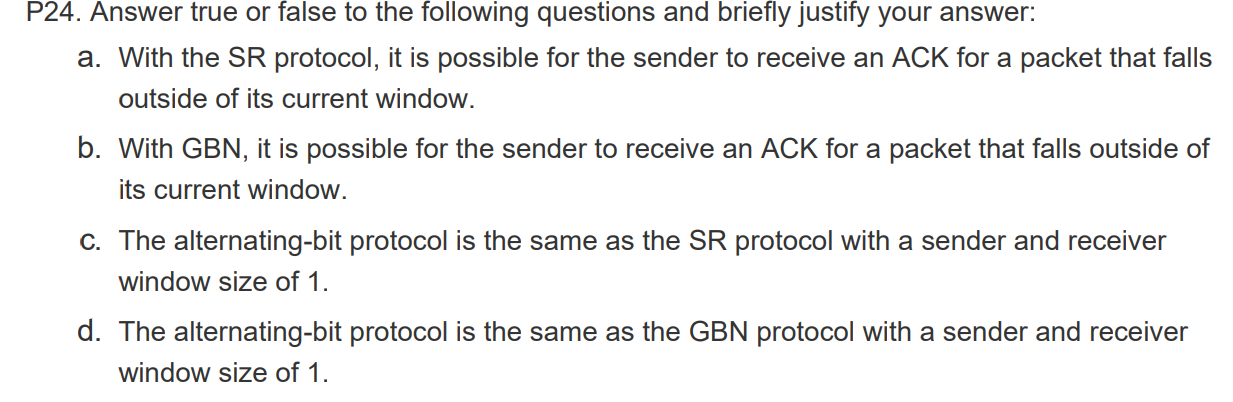 P24. Answer true or false to the following questions and briefly justify your answer:
a. With the SR protocol, it is possible for the sender to receive an ACK for a packet that falls
outside of its current window.
b. With GBN, it is possible for the sender to receive an ACK for a packet that falls outside of
its current window.
c. The alternating-bit protocol is the same as the SR protocol with a sender and receiver
window size of 1.
d. The alternating-bit protocol is the same as the GBN protocol with a sender and receiver
window size of 1.